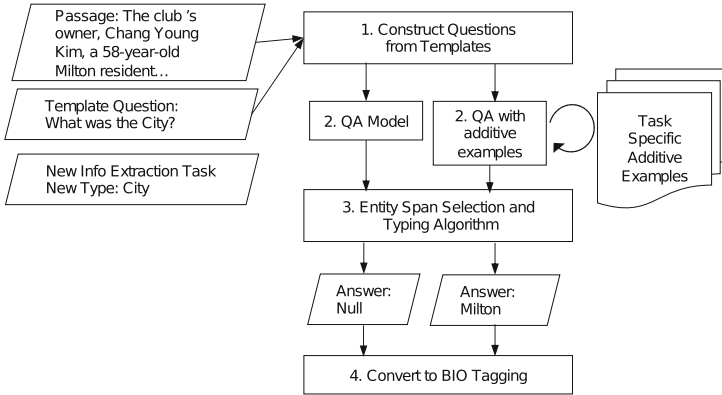 Passage: The club 's
owner, Chang Young
Kim, a 58-year-old
Milton resident...
Template Question:
What was the City?
New Info Extraction Task
New Type: City
1. Construct Questions
from Templates
2. QA Model
2. QA with
additive
examples
Task
Specific
Additive
Examples
3. Entity Span Selection and
Typing Algorithm
Answer:
Null
Answer:
Milton
4. Convert to BIO Tagging